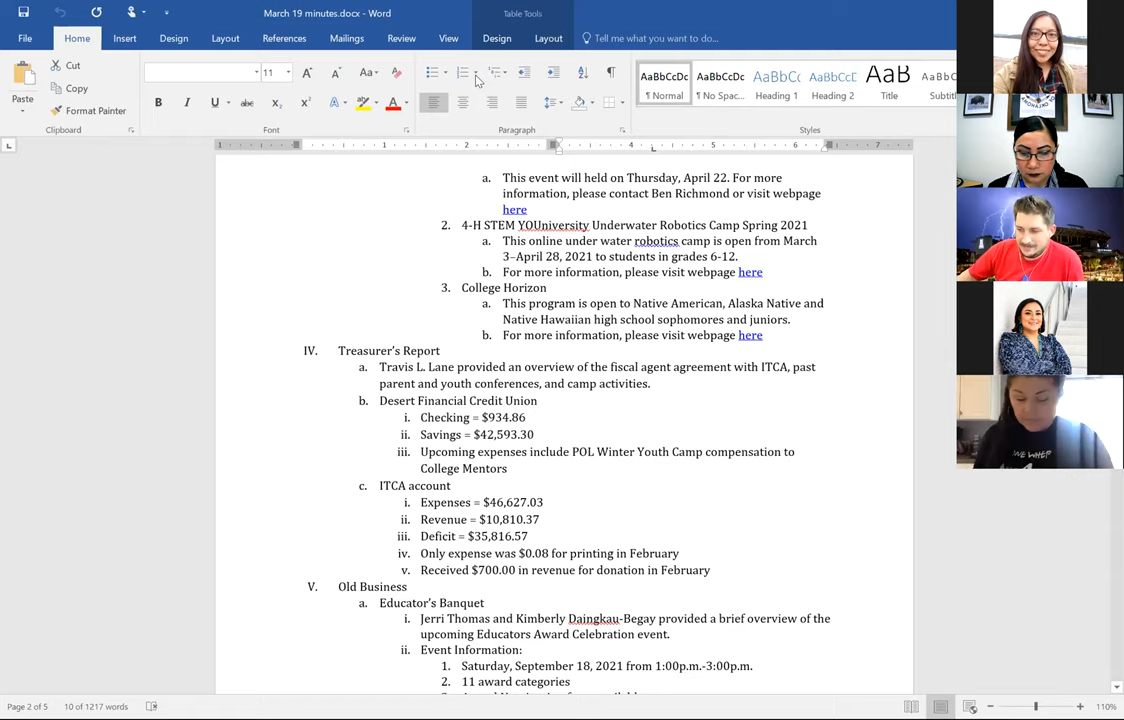 March 19 minutes.docx - Word
Table Tools
File Home Insert Design Layout References Mailings Review View Design Layout Tell me what you want to do...
Paste
Cut
Copy
Format Painter
11
Aa
B I U abc X2 X2 A A
AaBbCcDc AaBbCcDc AaBbCc AaBbCcC AaB AaBbC
¶ Normal ¶ No Spac... Heading 1 Heading 2 Title Subtitl
Clipboard Font Paragraph Styles
1 1 2 4 5 6 7
a. This event will held on Thursday, April 22. For more
information, please contact Ben Richmond or visit webpage
here
2. 4-H STEM YOUniversity Underwater Robotics Camp Spring 2021
a. This online under water robotics camp is open from March
3–April 28, 2021 to students in grades 6-12.
b. For more information, please visit webpage here
3. College Horizon
a. This program is open to Native American, Alaska Native and
Native Hawaiian high school sophomores and juniors.
b. For more information, please visit webpage here
IV. Treasurer's Report
a. Travis L. Lane provided an overview of the fiscal agent agreement with ITCA, past
parent and youth conferences, and camp activities.
b. Desert Financial Credit Union
i. Checking = $934.86
ii. Savings = $42,593.30
iii. Upcoming expenses include POL Winter Youth Camp compensation to
College Mentors
c. ITCA account
i. Expenses = $46,627.03
ii. Revenue = $10,810.37
iii. Deficit = $35,816.57
iv. Only expense was $0.08 for printing in February
v. Received $700.00 in revenue for donation in February
V. Old Business
a. Educator's Banquet
i. Jerri Thomas and Kimberly Daingkau-Begay provided a brief overview of the
upcoming Educators Award Celebration event.
ii. Event Information:
1. Saturday, September 18, 2021 from 1:00p.m.-3:00p.m.
2. 11 award categories
Page 2 of 5 10 of 1217 words
110%